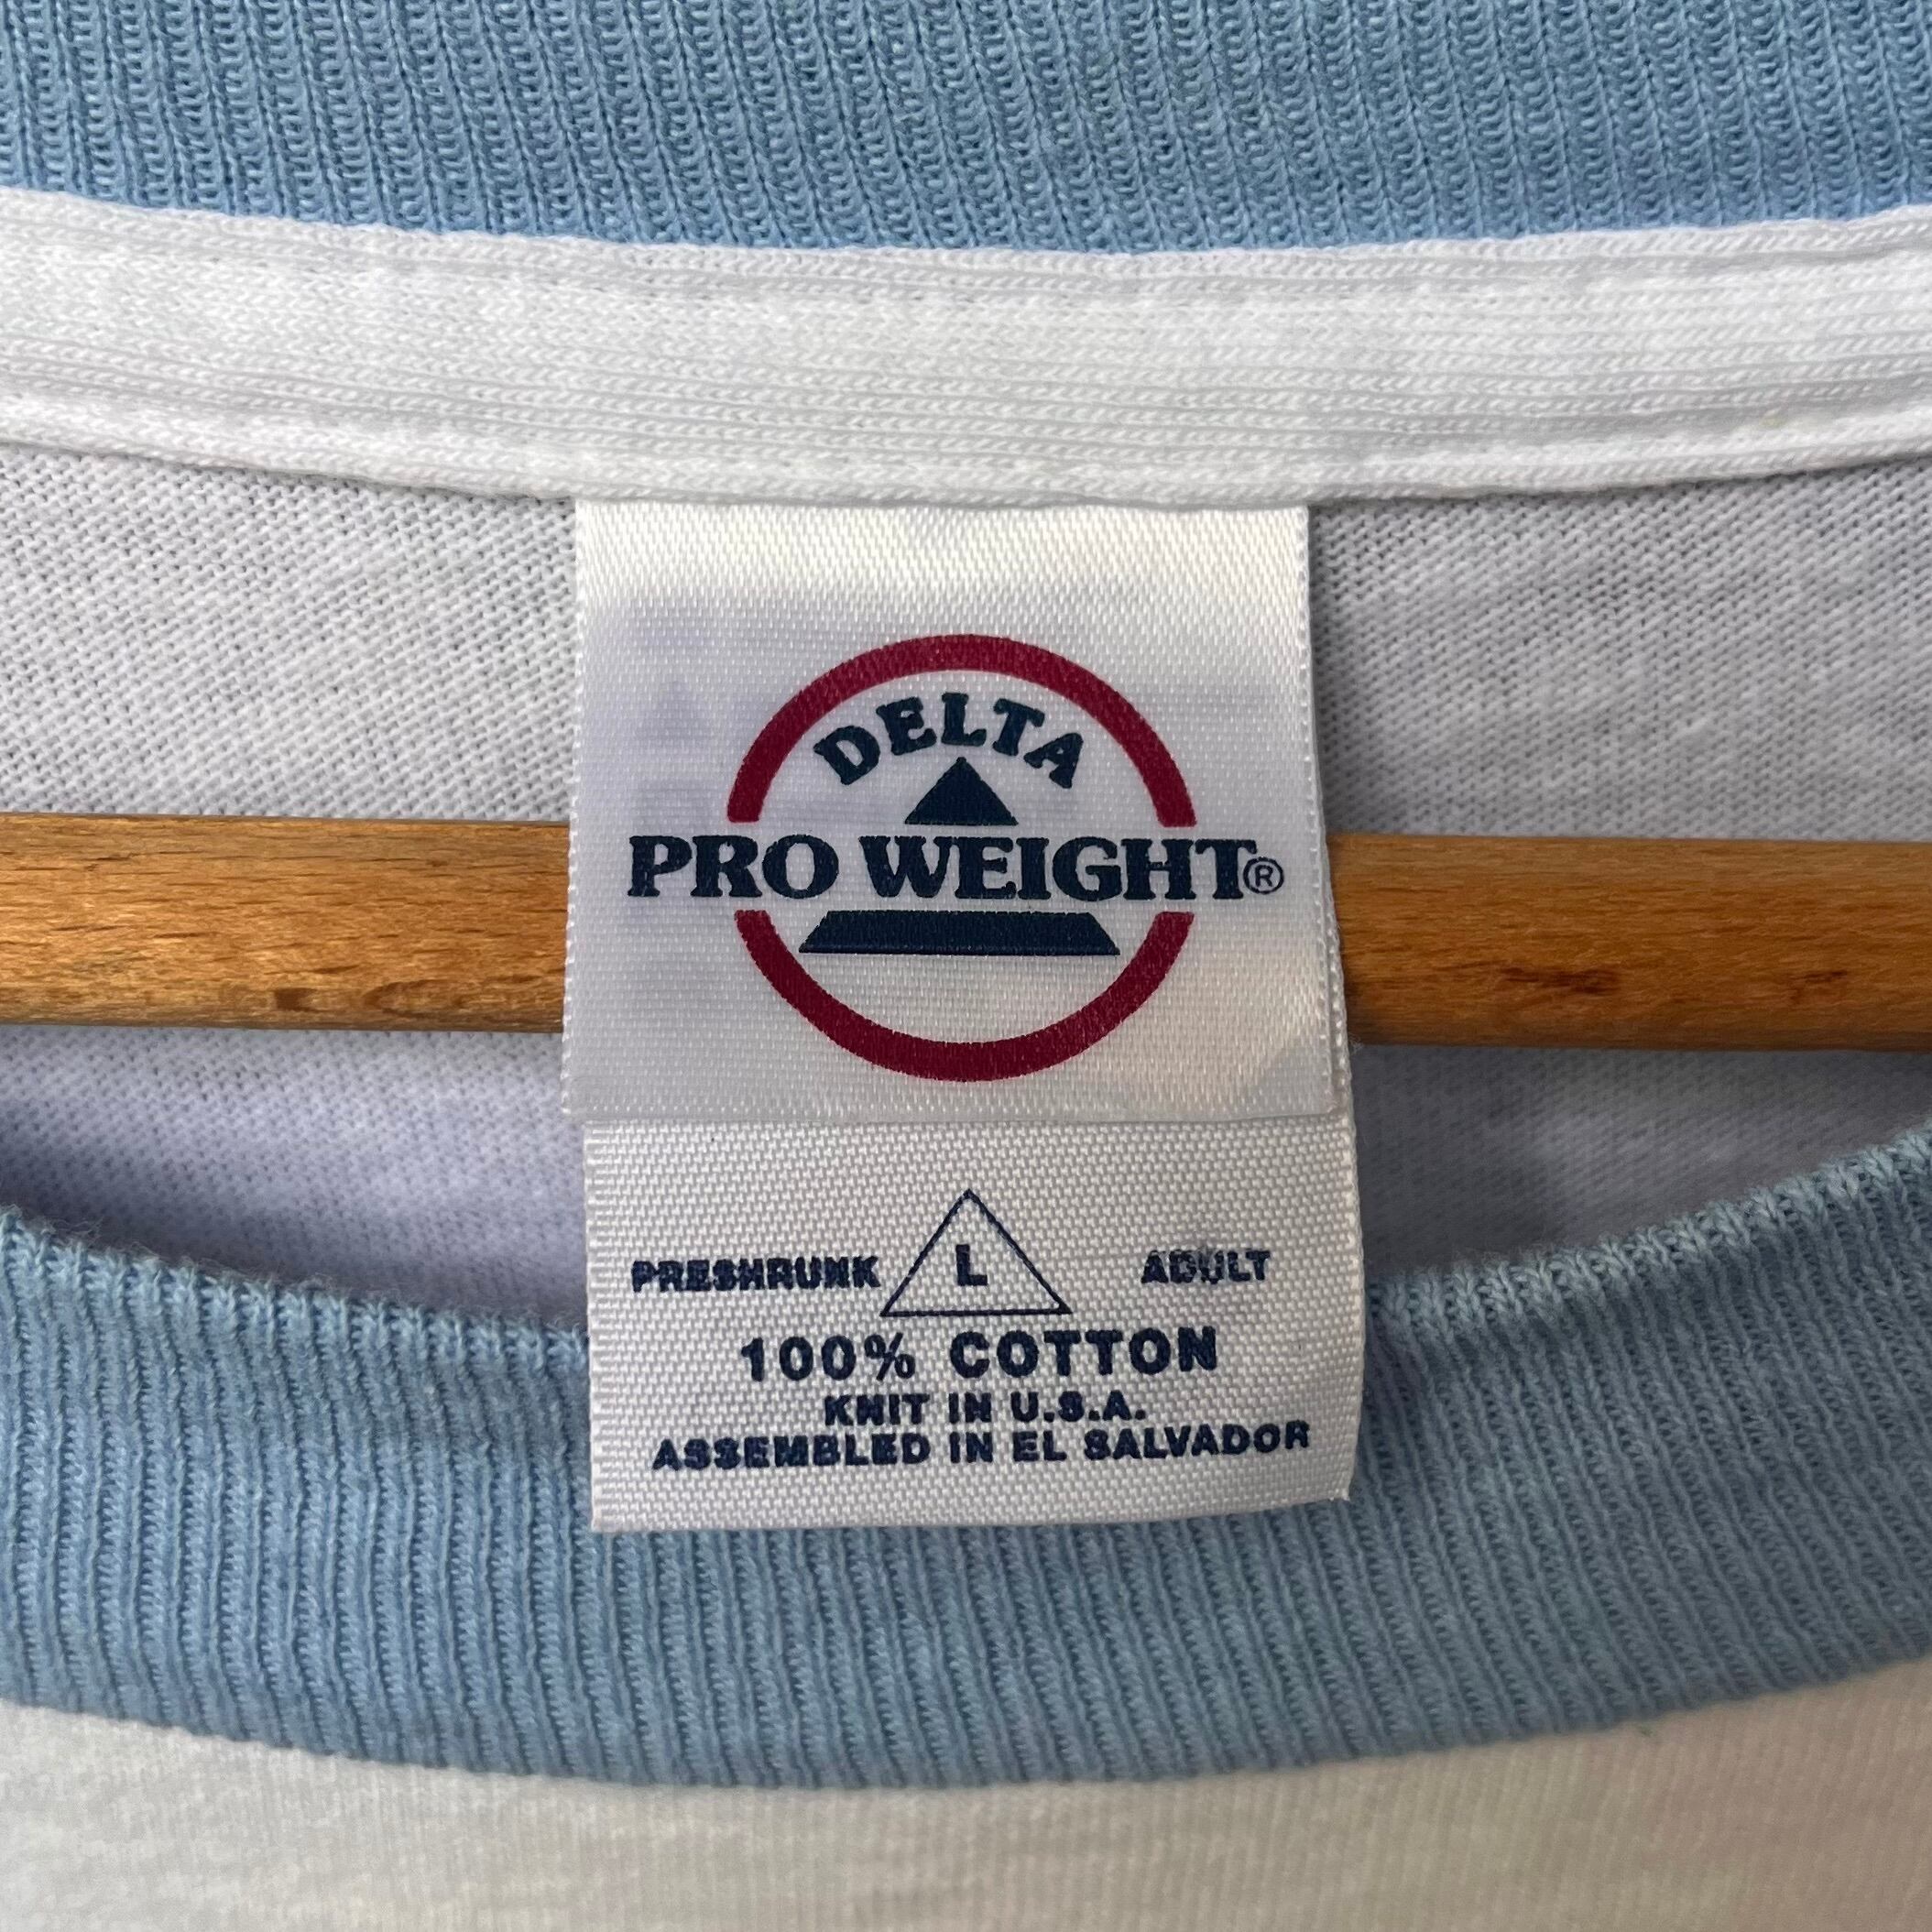 DELTA
PRO WEIGHT®
PRESHRUNK L ADULT
100% COTTON
KNIT IN U.S.A.
ASSEMBLED IN EL SALVADOR